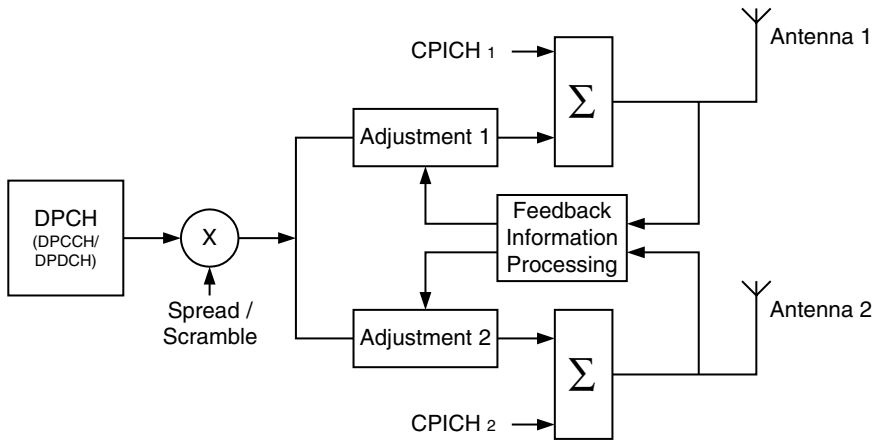 CPICH 1
Σ
Antenna 1
Adjustment 1
DPCH
(DPCCH/
DPDCH)
X
Spread /
Scramble
Feedback
Information
Processing
Adjustment 2
Σ
Antenna 2
CPICH 2